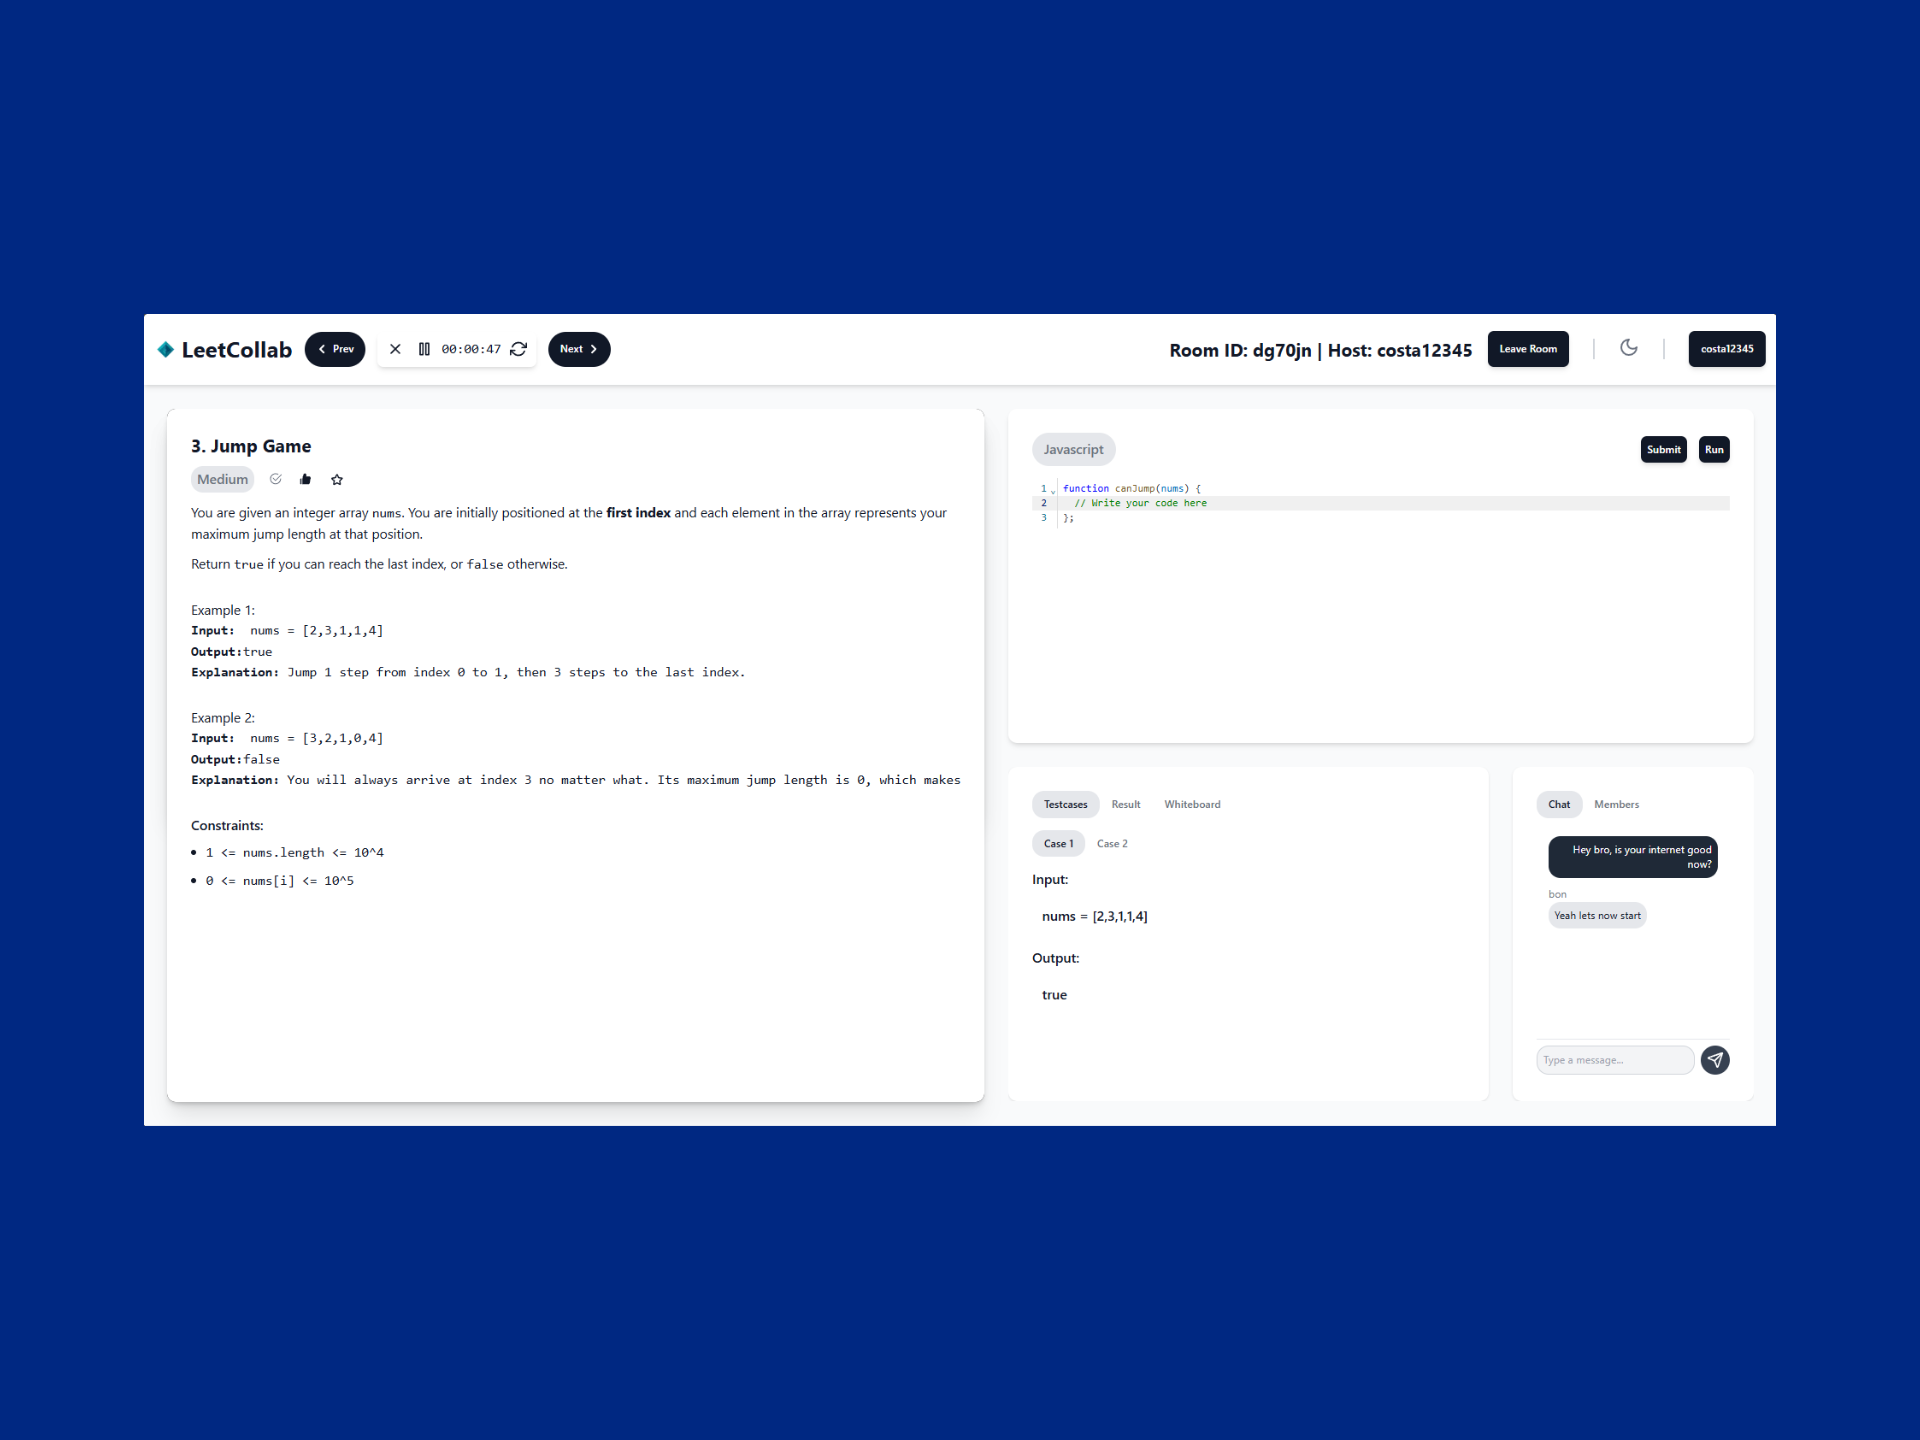 LeetCollab
Prev
00:00:47
Next
Room ID: dg70jn | Host: costa12345
Leave Room
costa12345
3. Jump Game
Medium
You are given an integer array nums. You are initially positioned at the first index and each element in the array represents your
maximum jump length at that position.
Return true if you can reach the last index, or false otherwise.
Example 1:
Input: nums = [2,3,1,1,4]
Output:true
Explanation: Jump 1 step from index 0 to 1, then 3 steps to the last index.
Example 2:
Input: nums = [3,2,1,0,4]
Output:false
Explanation: You will always arrive at index 3 no matter what. Its maximum jump length is 0, which makes
Constraints:
1 <= nums.length <= 10^4
0 <= nums[i] <= 10^5
Javascript
Submit
Run
1 function canJump(nums) {
2 // Write your code here
3 };
Testcases
Result
Whiteboard
Case 1
Case 2
Input:
nums = [2,3,1,1,4]
Output:
true
Chat
Members
Hey bro, is your internet good
now?
bon
Yeah lets now start
Type a message...